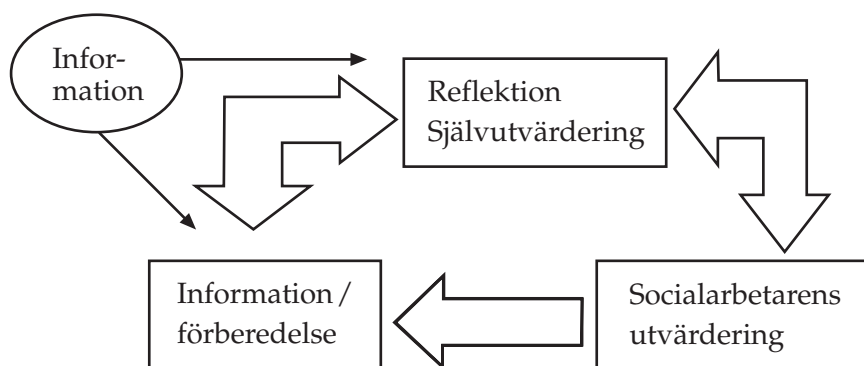 Infor-
mation
Reflektion
Självutvärdering
Information /
förberedelse
Socialarbetarens
utvärdering